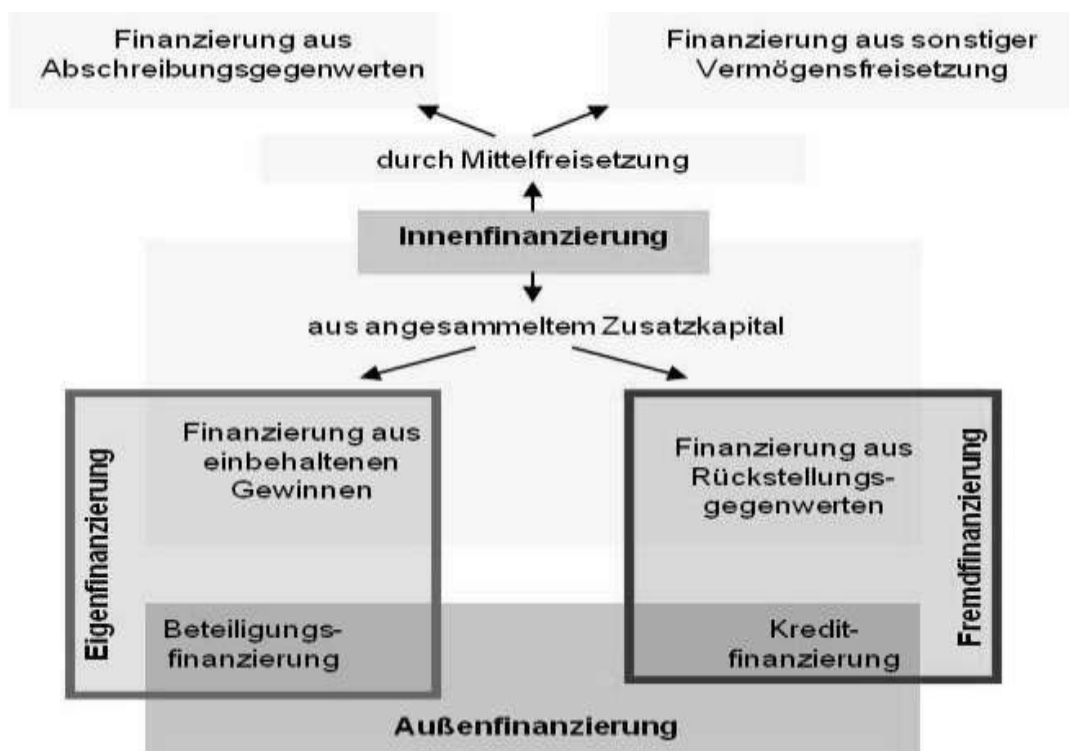 Finanzierung aus
Abschreibungsgegenwerten
Finanzierung aus sonstiger
Vermögensfreisetzung
durch Mittelfreisetzung
Innenfinanzierung
aus angesammeltem Zusatzkapital
Eigenfinanzierung
Finanzierung aus
einbehaltenen
Gewinnen
Finanzierung aus
Rückstellungs-
gegenwerten
Fremdfinanzierung
Beteiligungs-
finanzierung
Kredit-
finanzierung
Außenfinanzierung